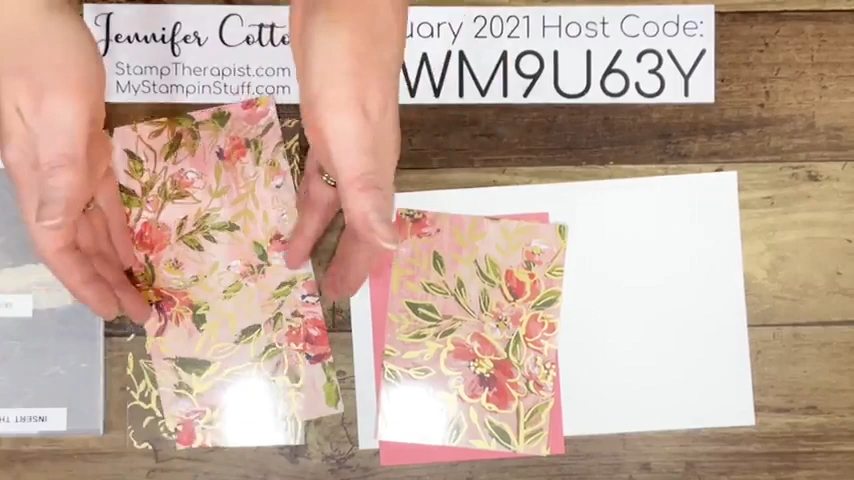 Jennifer Cotto
StampTherapist.com
MyStampinStuff.com
uary 2021 Host Code:
WM9U63Y
INSERT TH